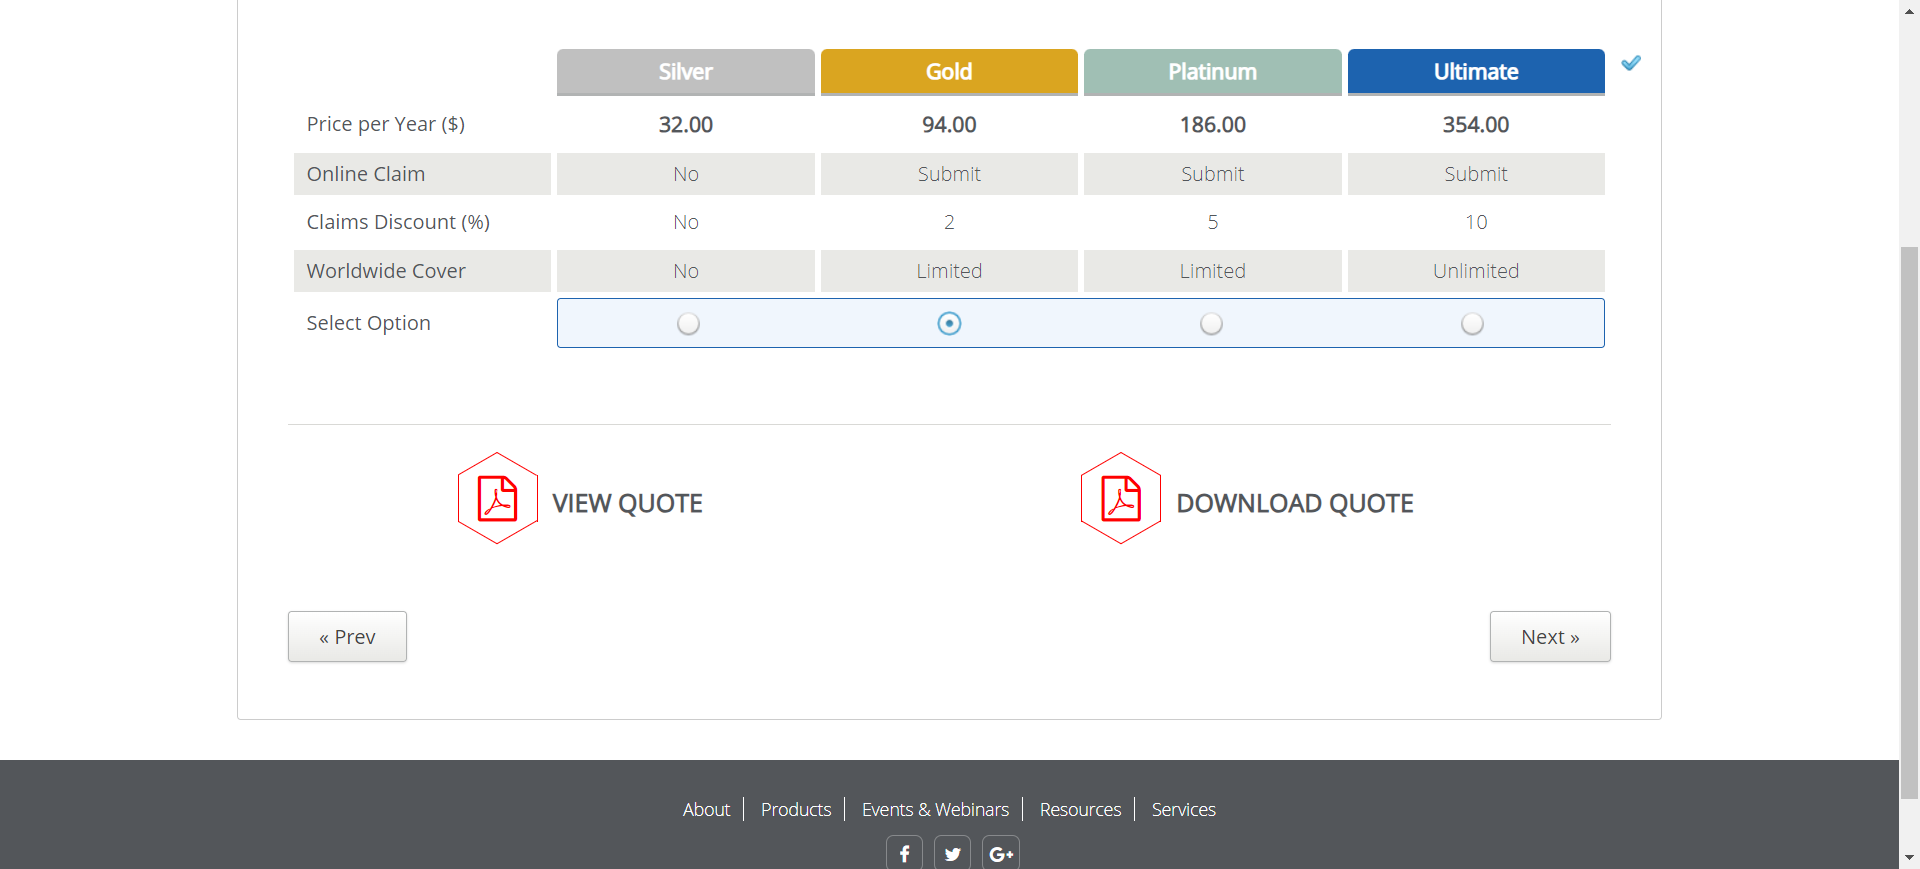 Silver Gold Platinum Ultimate
Price per Year ($) 32.00 94.00 186.00 354.00
Online Claim No Submit Submit Submit
Claims Discount (%) No 2 5 10
Worldwide Cover No Limited Limited Unlimited
Select Option
VIEW QUOTE DOWNLOAD QUOTE
« Prev Next »
About Products Events & Webinars Resources Services
f G+